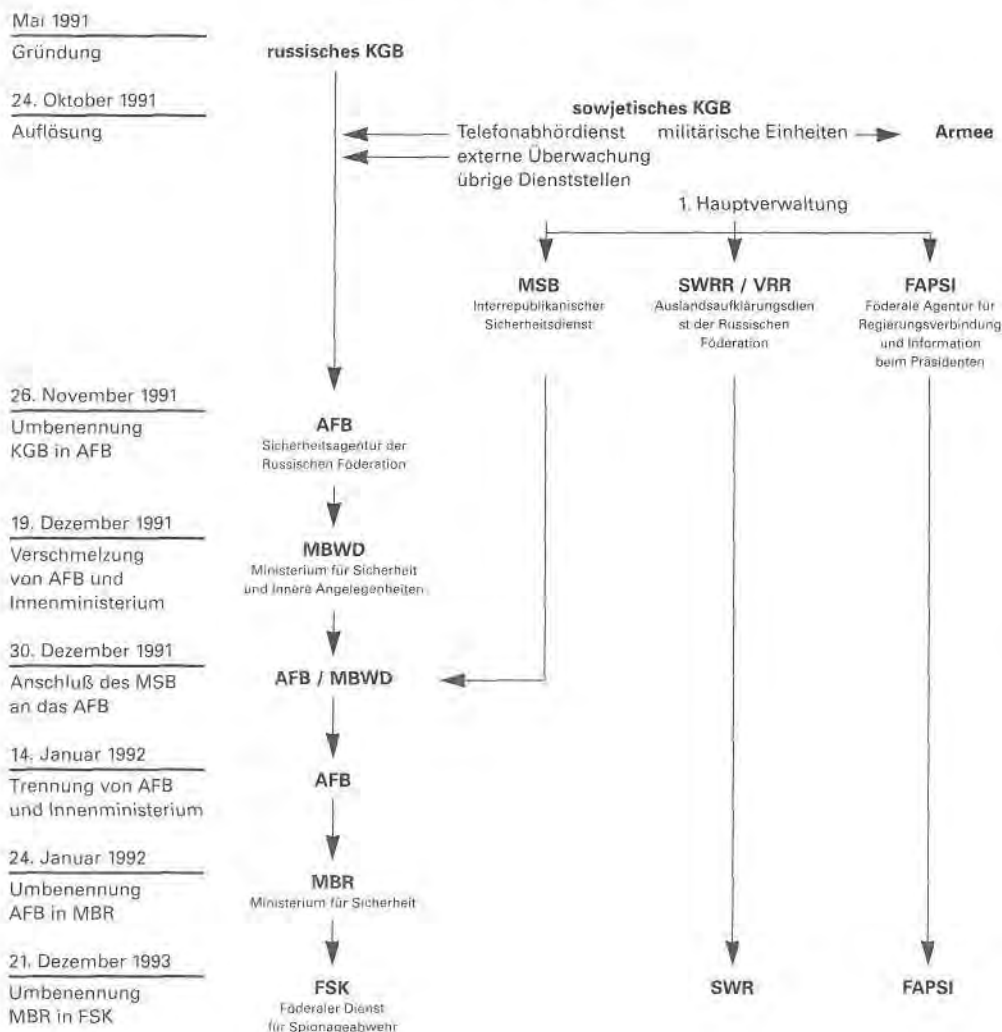 Mai 1991
Gründung
russisches KGB
24. Oktober 1991
Auflösung
sowjetisches KGB
Telefonabhördienst militärische Einheiten Armee
externe Überwachung
übrige Dienststellen
1. Hauptverwaltung
MSB
Interrepublikanischer
Sicherheitsdienst
SWRR / VRR
Auslandsaufklärungsdien
st der Russischen
Föderation
FAPSI
Föderale Agentur für
Regierungsverbindung
und Information
beim Präsidenten
26. November 1991
Umbenennung
KGB in AFB
AFB
Sicherheitsagentur der
Russischen Föderation
19. Dezember 1991
Verschmelzung
von AFB und
Innenministerium
MBWD
Ministerium für Sicherheit
und Innere Angelegenheiten
30. Dezember 1991
Anschluß des MSB
an das AFB
AFB / MBWD
14. Januar 1992
Trennung von AFB
und Innenministerium
AFB
24. Januar 1992
Umbenennung
AFB in MBR
MBR
Ministerium für Sicherheit
21. Dezember 1993
Umbenennung
MBR in FSK
FSK
Föderaler Dienst
für Spionageabwehr
SWR
FAPSI